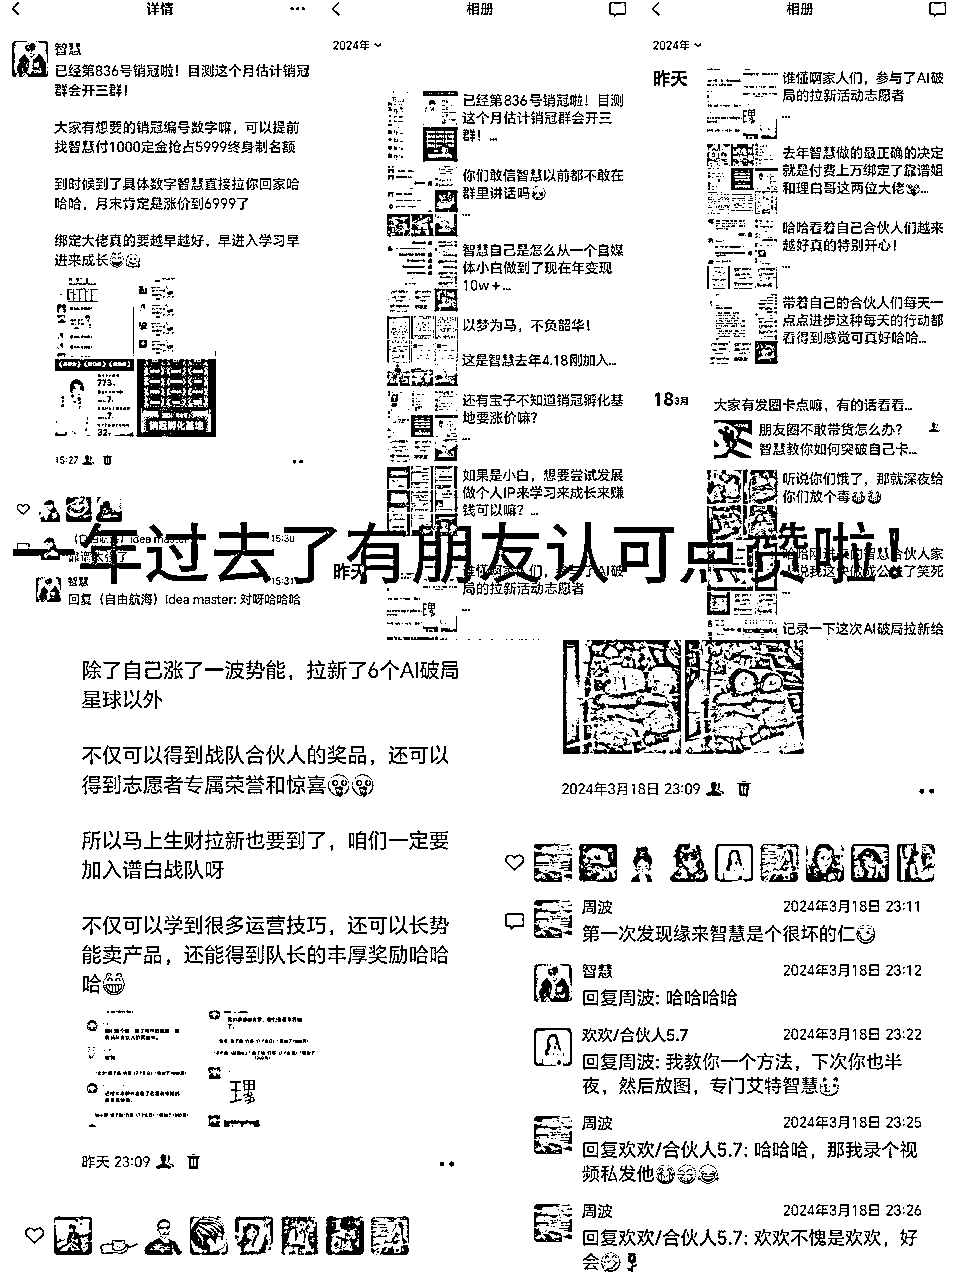 详情
智慧
已经第836号销冠啦！目测这个月估计销冠
群会开三群！
大家有想要的销冠编号数字嘛，可以提前
找智慧付1000定金抢占5999终身制名额
到时候到了具体数字智慧直接拉你回家哈
哈哈，月末肯定是涨价到6999了
绑定大佬真的要越早越好，早进入学习早
进来成长
销冠孵化基地
15:27
15:30
智慧
15:31
回复（自由航海）Idea master: 对呀哈哈哈
相册
2024年
已经第836号销冠啦！目测
这个月估计销冠群会开三
群！...
你们敢信智慧以前都不敢在
群里讲话吗
...
智慧自己是怎么从一个自媒
体小白做到了现在年变现
10w＋...
以梦为马，不负韶华！
这是智慧去年4.18刚加入...
还有宝子不知道销冠孵化基
地要涨价嘛？
如果是小白，想要尝试发展
做个人IP来学习来成长来赚
钱可以嘛？...
昨天
局的拉新活动志愿者
...
相册
2024年
昨天
谁懂啊家人们，参与了AI破
局的拉新活动志愿者
...
去年智慧做的最正确的决定
就是付费上万绑定了靠谱姐
和理白哥这两位大佬...
哈哈看着自己合伙人们越来
越好真的特别开心！
...
带着自己的合伙人们每天一
点点进步这种每天的行动都
看得到感觉可真好哈哈...
18 3月
大家有发圈卡点嘛，有的话看看...
朋友圈不敢带货怎么办？
智慧教你如何突破自己卡...
听说你们饿了，那就深夜给
你们放个毒
...
记录一下这次AI破局拉新给
一年过去了有朋友认可点赞啦！
除了自己涨了一波势能，拉新了6个AI破局
星球以外
不仅可以得到战队合伙人的奖品，还可以
得到志愿者专属荣誉和惊喜
所以马上生财拉新也要到了，咱们一定要
加入谱白战队呀
不仅可以学到很多运营技巧，还可以长势
能卖产品，还能得到队长的丰厚奖励哈哈
哈
昨天 23:09
2024年3月18日 23:09
周波
2024年3月18日 23:11
第一次发现缘来智慧是个很坏的仁
智慧
2024年3月18日 23:12
回复周波: 哈哈哈哈
欢欢/合伙人5.7
2024年3月18日 23:22
回复周波: 我教你一个方法，下次你也半
夜，然后放图，专门艾特智慧
周波
2024年3月18日 23:25
回复欢欢/合伙人5.7: 哈哈哈，那我录个视
频私发他
周波
2024年3月18日 23:26
回复欢欢/合伙人5.7: 欢欢不愧是欢欢，好
会